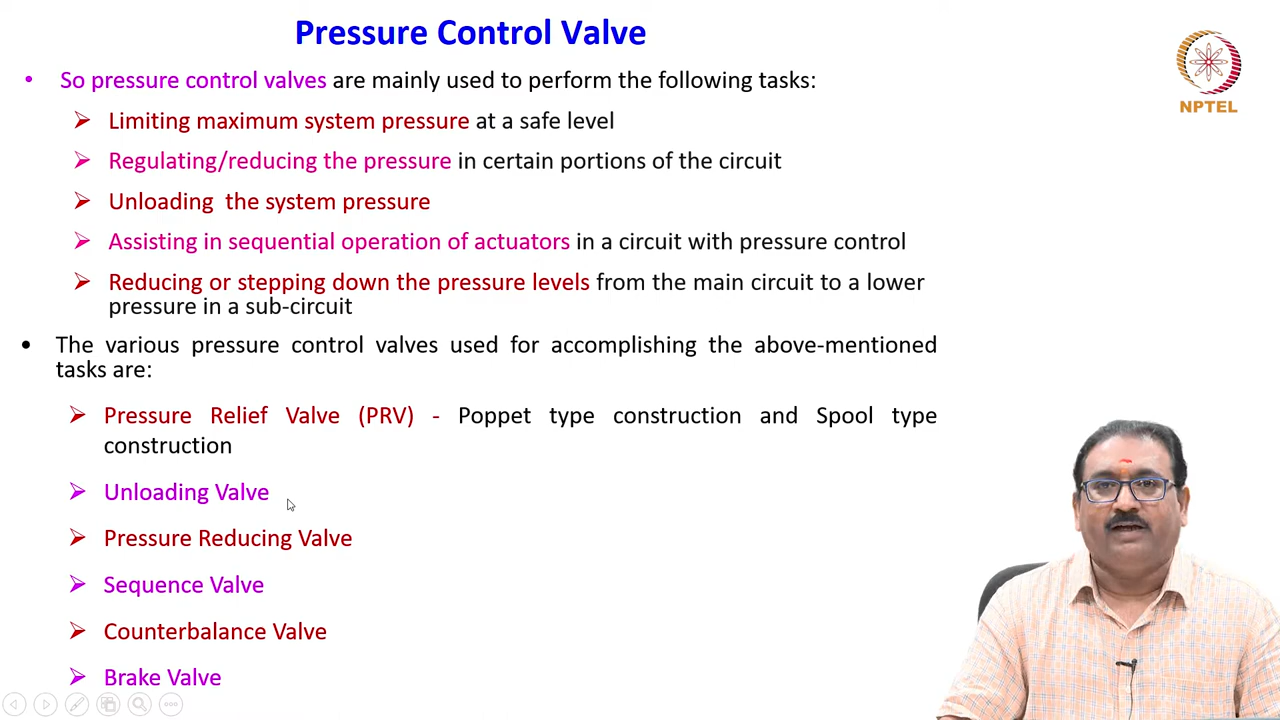 Pressure Control Valve
• So pressure control valves are mainly used to perform the following tasks:
➢ Limiting maximum system pressure at a safe level
➢ Regulating/reducing the pressure in certain portions of the circuit
➢ Unloading the system pressure
➢ Assisting in sequential operation of actuators in a circuit with pressure control
➢ Reducing or stepping down the pressure levels from the main circuit to a lower
pressure in a sub-circuit
• The various pressure control valves used for accomplishing the above-mentioned
tasks are:
➢ Pressure Relief Valve (PRV) - Poppet type construction and Spool type
construction
➢ Unloading Valve
➢ Pressure Reducing Valve
➢ Sequence Valve
➢ Counterbalance Valve
➢ Brake Valve
NPTEL